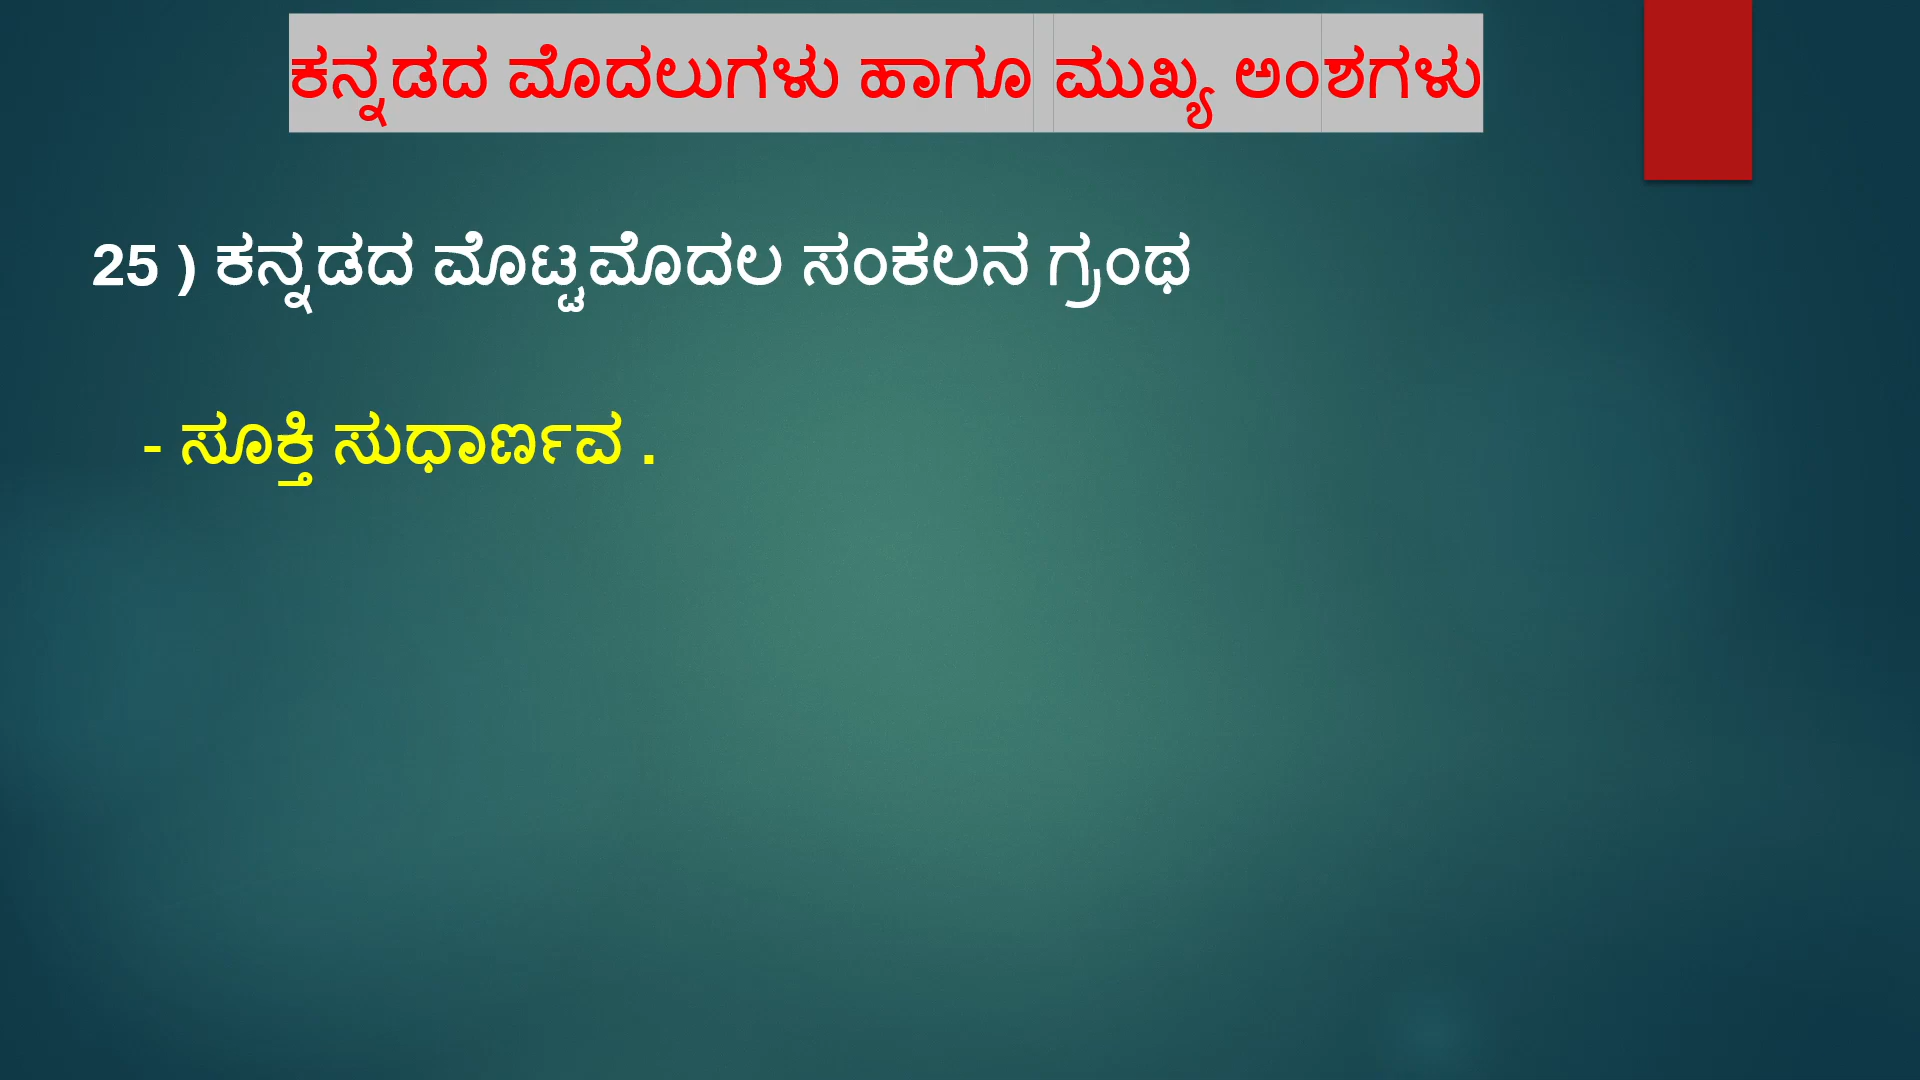 ಕನ್ನಡದ ಮೊದಲುಗಳು ಹಾಗೂ ಮುಖ್ಯ ಅಂಶಗಳು
25 ) ಕನ್ನಡದ ಮೊಟ್ಟಮೊದಲ ಸಂಕಲನ ಗ್ರಂಥ
- ಸೂಕ್ತಿ ಸುಧಾರ್ಣವ .